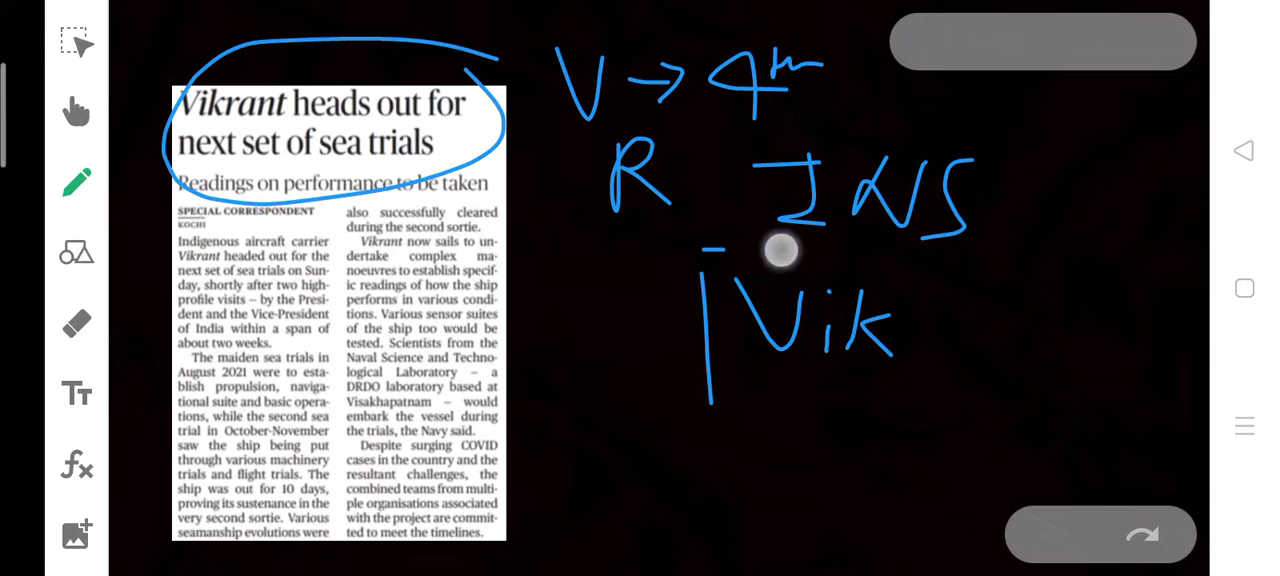 Vikrant heads out for
next set of sea trials
Readings on performance to be taken
SPECIAL CORRESPONDENT
KOCHI
Indigenous aircraft carrier
Vikrant headed out for the
next set of sea trials on Sun-
day, shortly after two high-
profile visits – by the Presi-
dent and the Vice-President
of India within a span of
about two weeks.
The maiden sea trials in
August 2021 were to esta-
blish propulsion, naviga-
tional suite and basic opera-
tions, while the second sea
trial in October-November
saw the ship being put
through various machinery
trials and flight trials. The
ship was out for 10 days,
proving its sustenance in the
very second sortie. Various
seamanship evolutions were
also successfully cleared
during the second sortie.
Vikrant now sails to un-
dertake complex ma-
noeuvres to establish specif-
ic readings of how the ship
performs in various condi-
tions. Various sensor suites
of the ship too would be
tested. Scientists from the
Naval Science and Techno-
logical Laboratory – a
DRDO laboratory based at
Visakhapatnam – would
embark the vessel during
the trials, the Navy said.
Despite surging COVID
cases in the country and the
resultant challenges, the
combined teams from multi-
ple organisations associated
with the project are commit-
ted to meet the timelines.
V → 4th
R INS
Vik
Tт
fx